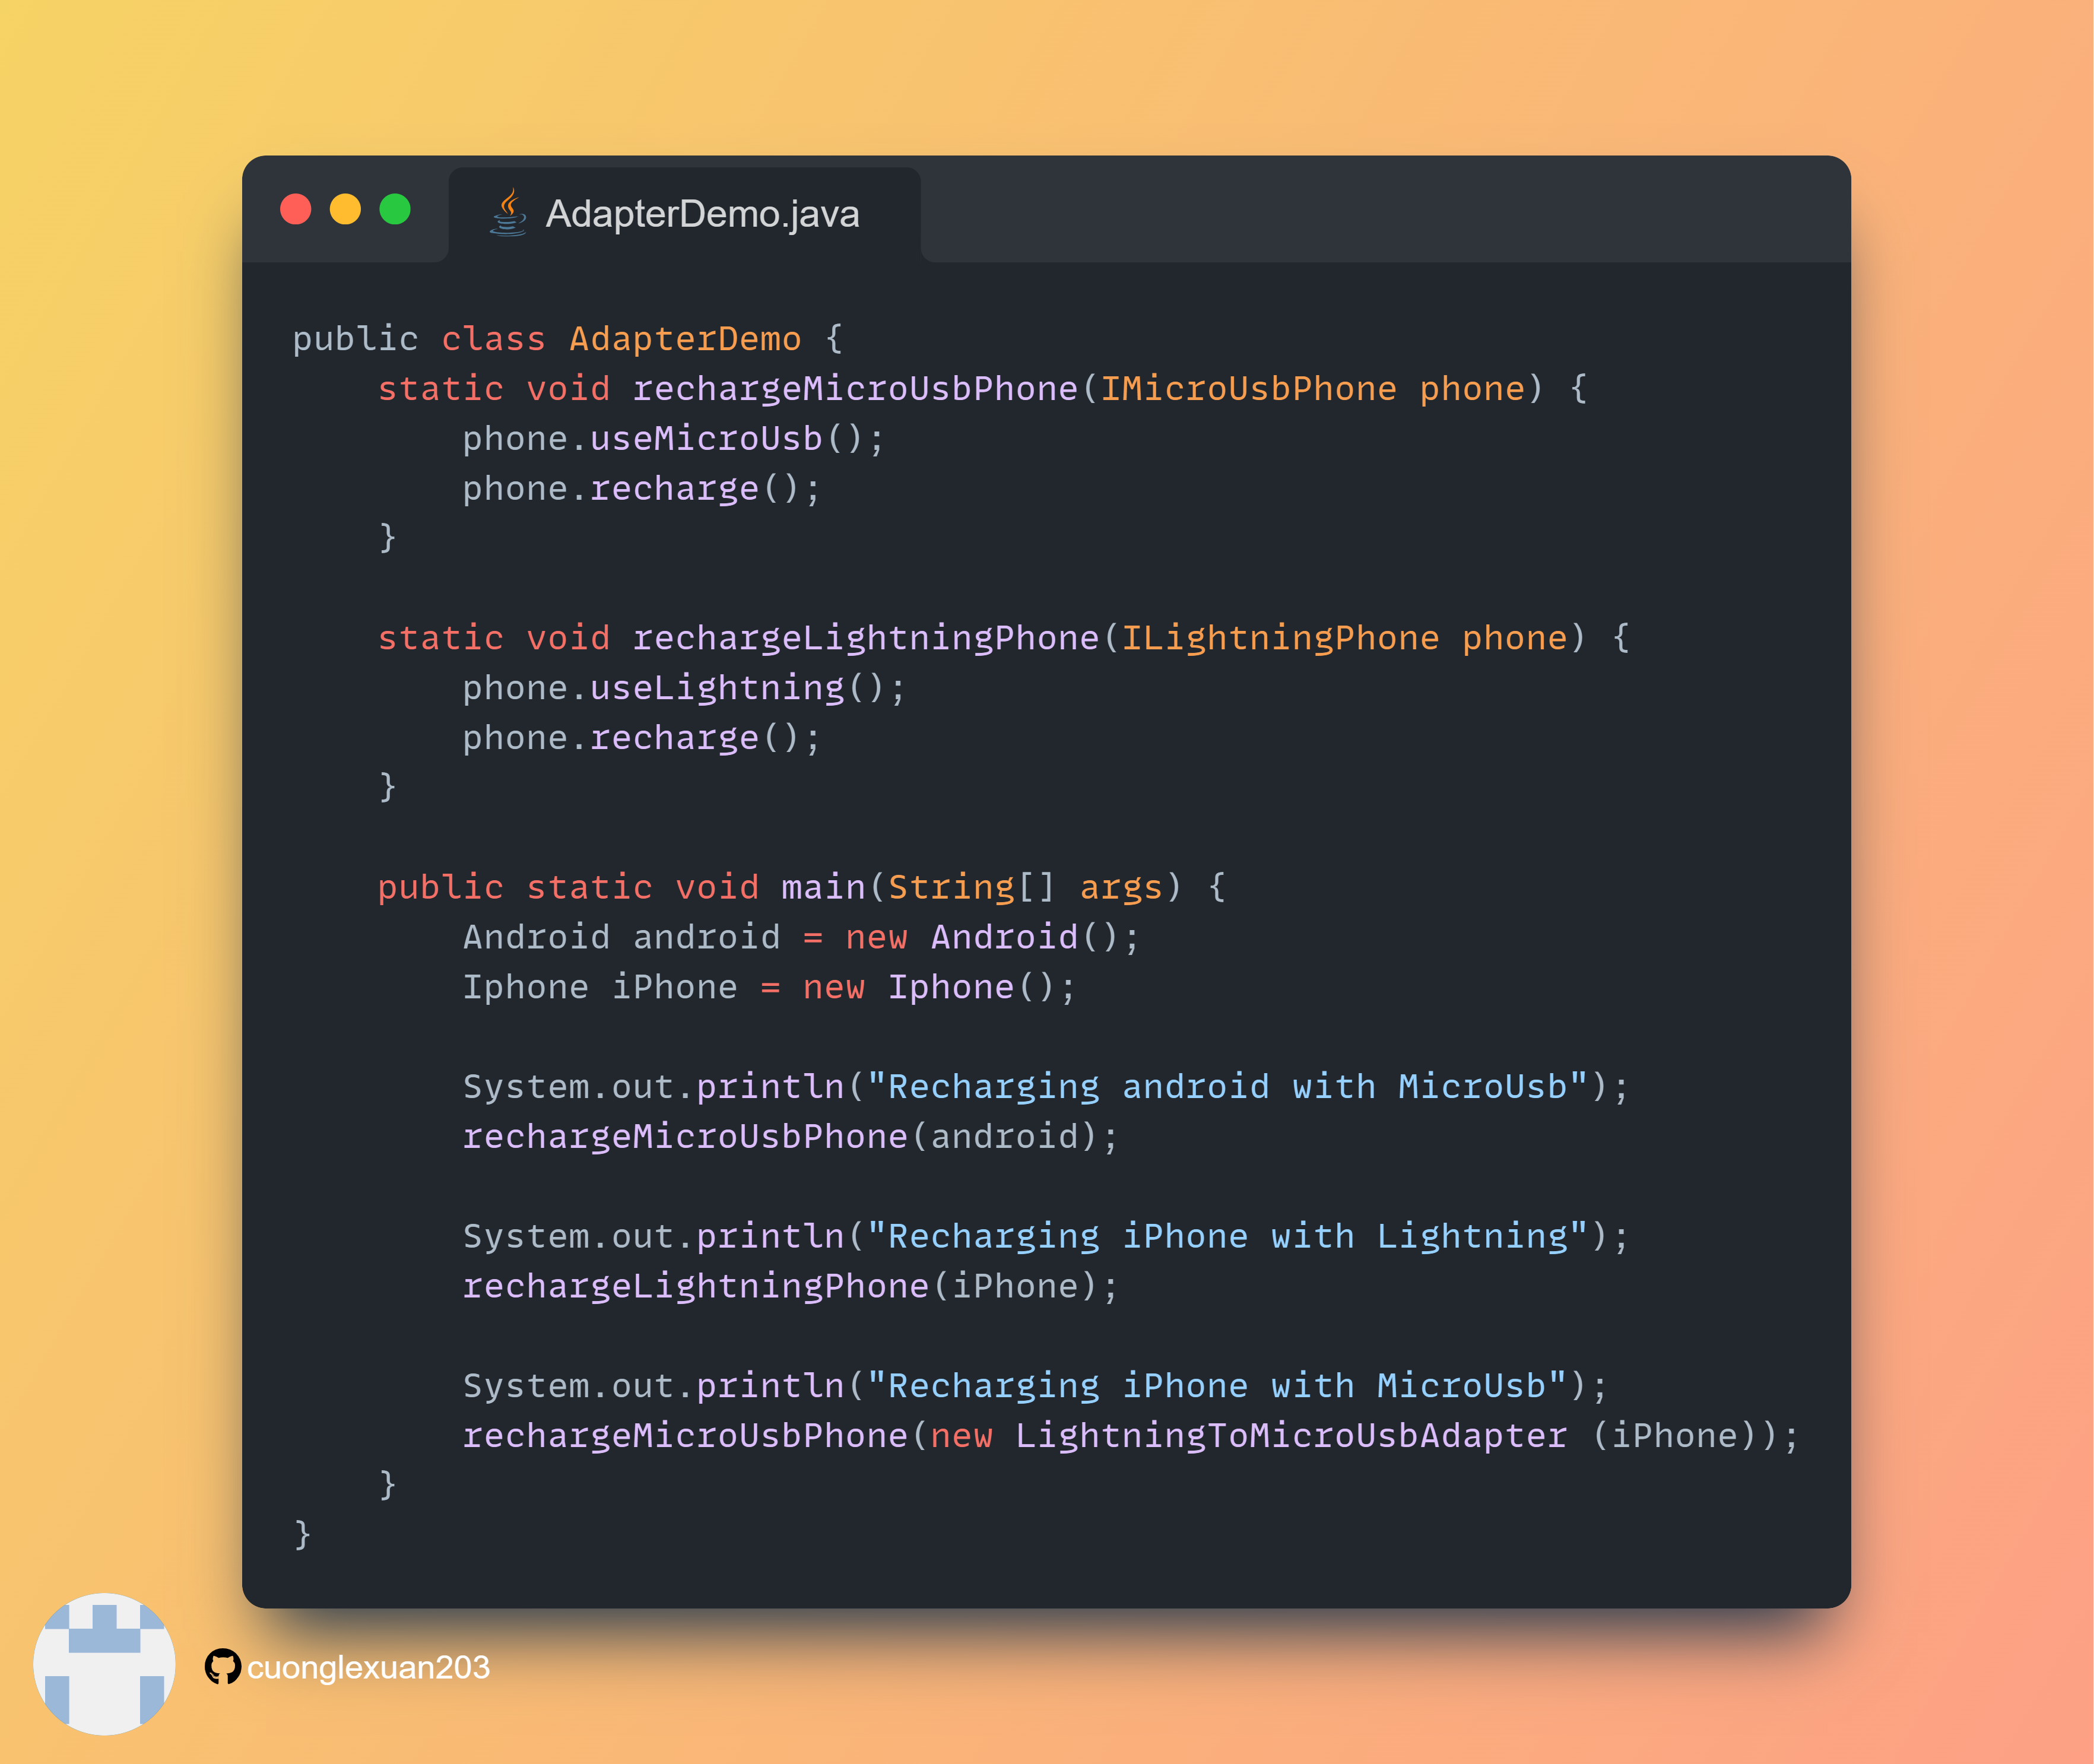 AdapterDemo.java
public class AdapterDemo {
    static void rechargeMicroUsbPhone(IMicroUsbPhone phone) {
        phone.useMicroUsb();
        phone.recharge();
    }

    static void rechargeLightningPhone(ILightningPhone phone) {
        phone.useLightning();
        phone.recharge();
    }

    public static void main(String[] args) {
        Android android = new Android();
        Iphone iPhone = new Iphone();

        System.out.println("Recharging android with MicroUsb");
        rechargeMicroUsbPhone(android);

        System.out.println("Recharging iPhone with Lightning");
        rechargeLightningPhone(iPhone);

        System.out.println("Recharging iPhone with MicroUsb");
        rechargeMicroUsbPhone(new LightningToMicroUsbAdapter (iPhone));
    }
}
cuonglexuan203